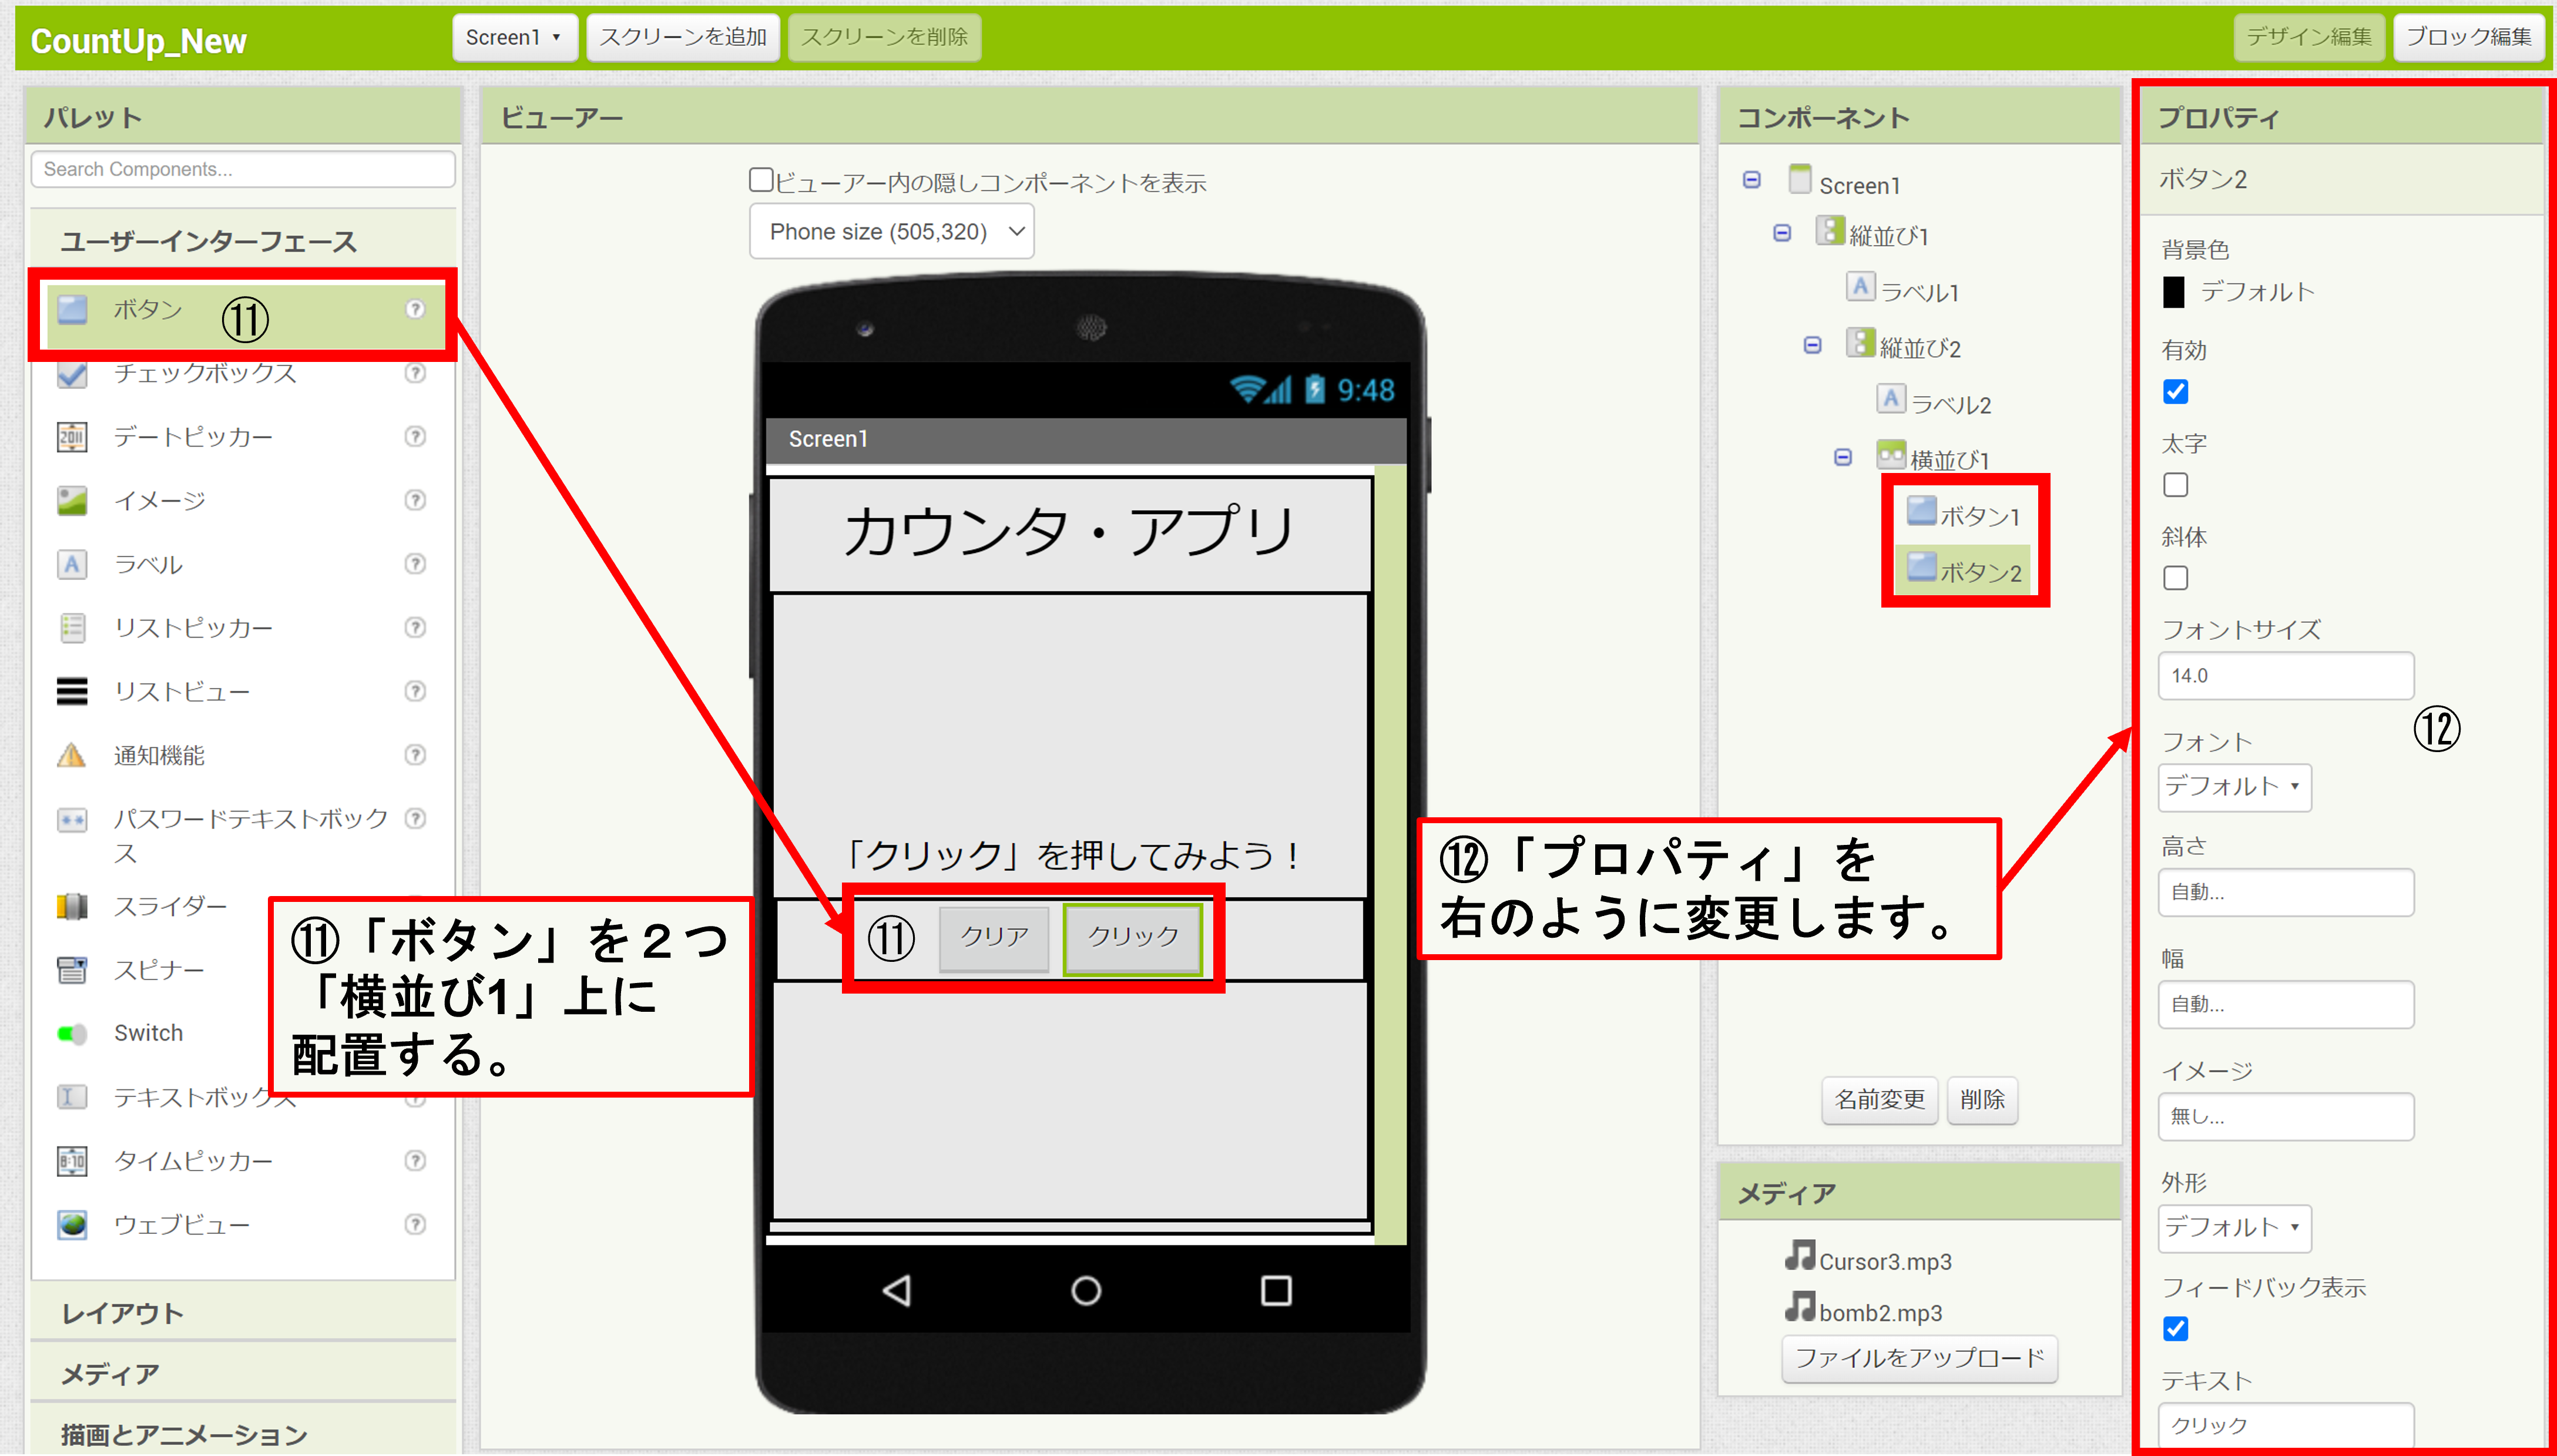 CountUp_New
Screen1 ▾
スクリーンを追加
スクリーンを削除
デザイン編集
ブロック編集
パレット
Search Components...
ユーザーインターフェース
ボタン
⑪
チェックボックス
デートピッカー
イメージ
ラベル
リストピッカー
リストビュー
通知機能
パスワードテキストボック
ス
スライダー
スピナー
Switch
テキストボックス
タイムピッカー
ウェブビュー
レイアウト
メディア
描画とアニメーション
⑪「ボタン」を２つ
「横並び1」上に
配置する。
ビューアー
ビューアー内の隠しコンポーネントを表示
Phone size (505,320)
9:48
Screen1
カウンタ・アプリ
「クリック」を押してみよう！
⑪
クリア
クリック
⑫「プロパティ」を
右のように変更します。
コンポーネント
Screen1
縦並び1
ラベル1
縦並び2
ラベル2
横並び1
ボタン1
ボタン2
名前変更
削除
メディア
Cursor3.mp3
bomb2.mp3
ファイルをアップロード
プロパティ
ボタン2
背景色
デフォルト
有効
太字
斜体
フォントサイズ
14.0
⑫
フォント
デフォルト ▾
高さ
自動...
幅
自動...
イメージ
無し...
外形
デフォルト ▾
フィードバック表示
テキスト
クリック